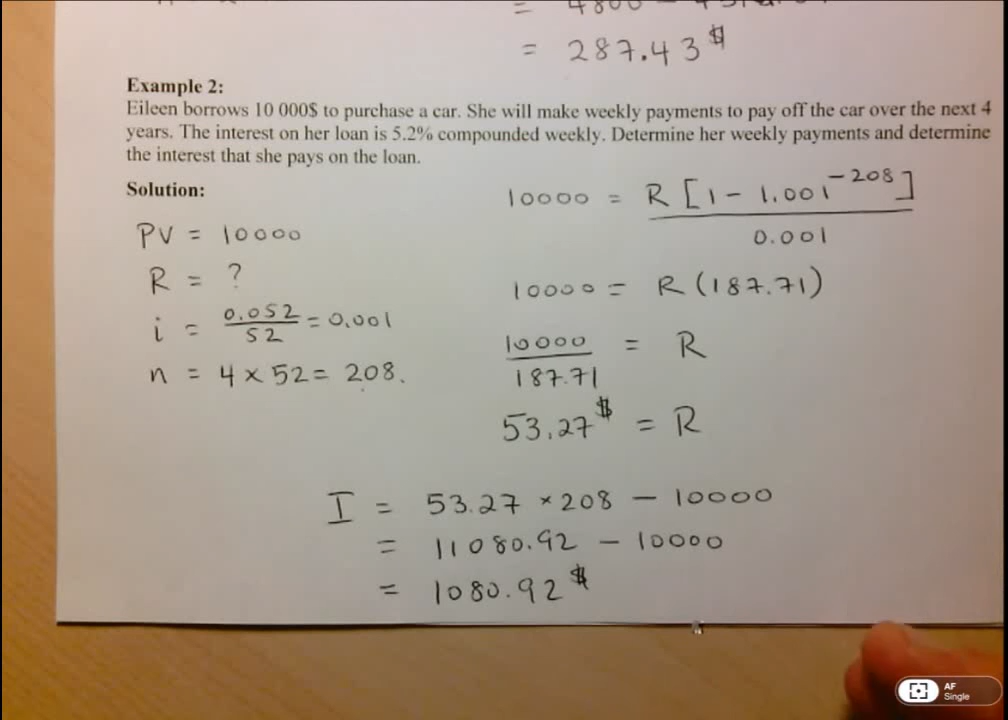 = 4800 –
= 287.43$
Example 2:
Eileen borrows 10 000$ to purchase a car. She will make weekly payments to pay off the car over the next 4
years. The interest on her loan is 5.2% compounded weekly. Determine her weekly payments and determine
the interest that she pays on the loan.
Solution:
PV = 10000
R = ?
i = 0.052/52 = 0.001
n = 4 × 52 = 208.
10000 = R [1 – 1.001^–208] / 0.001
10000 = R (187.71)
10000/187.71 = R
53.27$ = R
I = 53.27 × 208 – 10000
= 11080.92 – 10000
= 1080.92$
AF
Single